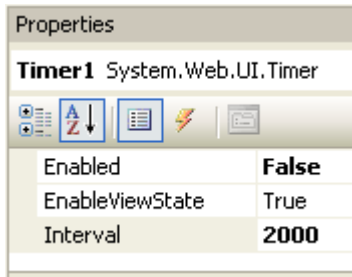 Properties
Timer1 System.Web.UI.Timer
A Z
Enabled False
EnableViewState True
Interval 2000